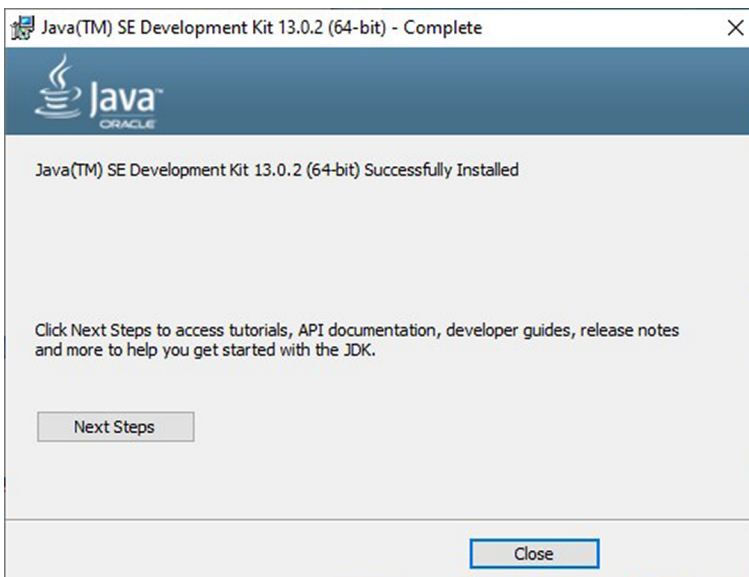 Java(TM) SE Development Kit 13.0.2 (64-bit) - Complete
Java™
ORACLE
Java(TM) SE Development Kit 13.0.2 (64-bit) Successfully Installed
Click Next Steps to access tutorials, API documentation, developer guides, release notes
and more to help you get started with the JDK.
Next Steps
Close